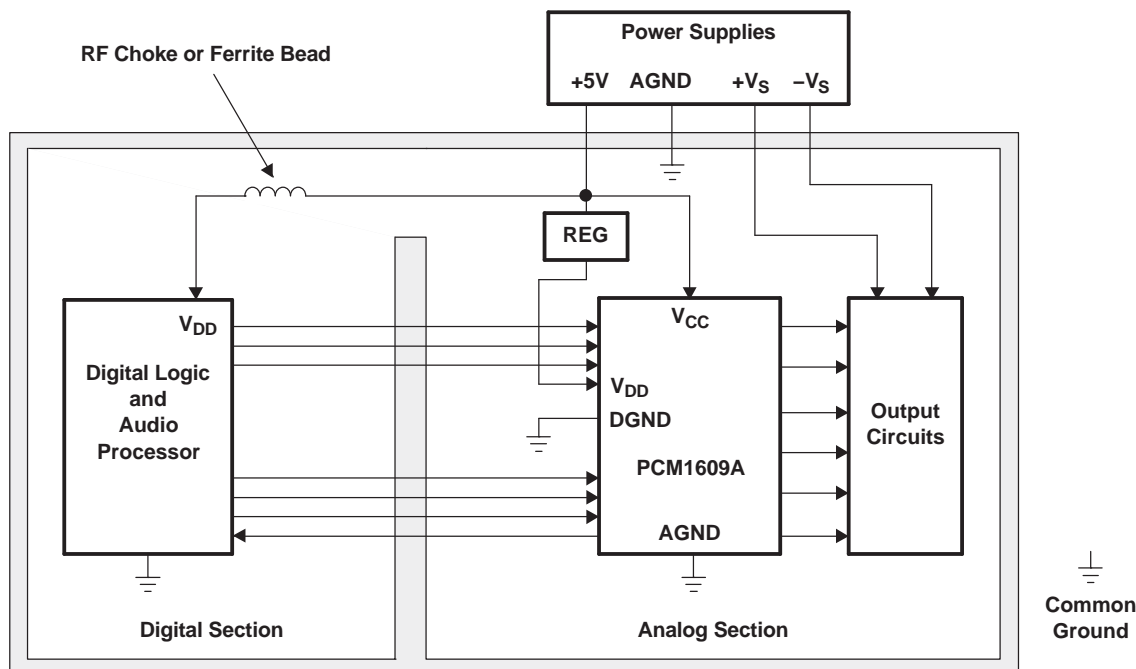 Power Supplies
RF Choke or Ferrite Bead
+5V AGND +VS −VS
REG
VDD
Digital Logic
and
Audio
Processor
VCC
VDD
DGND
PCM1609A
AGND
Output
Circuits
Digital Section
Analog Section
Common
Ground